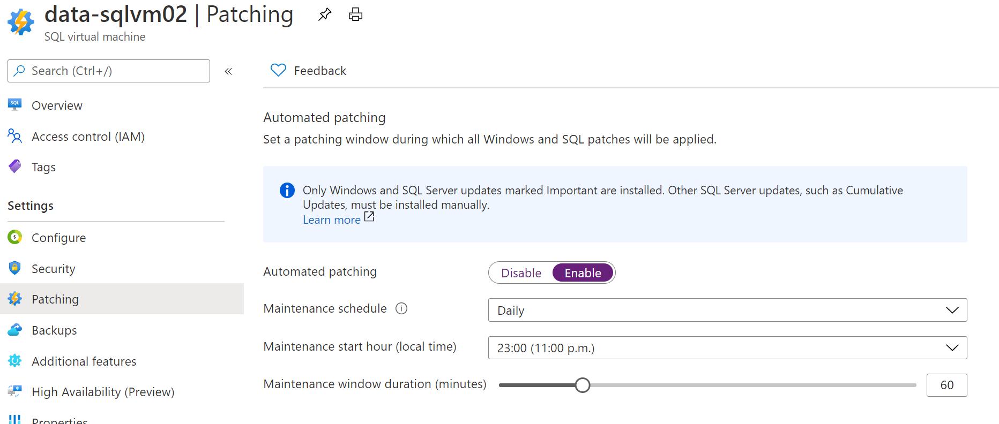 data-sqlvm02 | Patching
SQL virtual machine
Search (Ctrl+/)
«
Overview
Access control (IAM)
Tags
Settings
Configure
Security
Patching
Backups
Additional features
High Availability (Preview)
Properties
Feedback
Automated patching
Set a patching window during which all Windows and SQL patches will be applied.
Only Windows and SQL Server updates marked Important are installed. Other SQL Server updates, such as Cumulative
Updates, must be installed manually.
Learn more
Automated patching Disable Enable
Maintenance schedule Daily
Maintenance start hour (local time) 23:00 (11:00 p.m.)
Maintenance window duration (minutes) 60